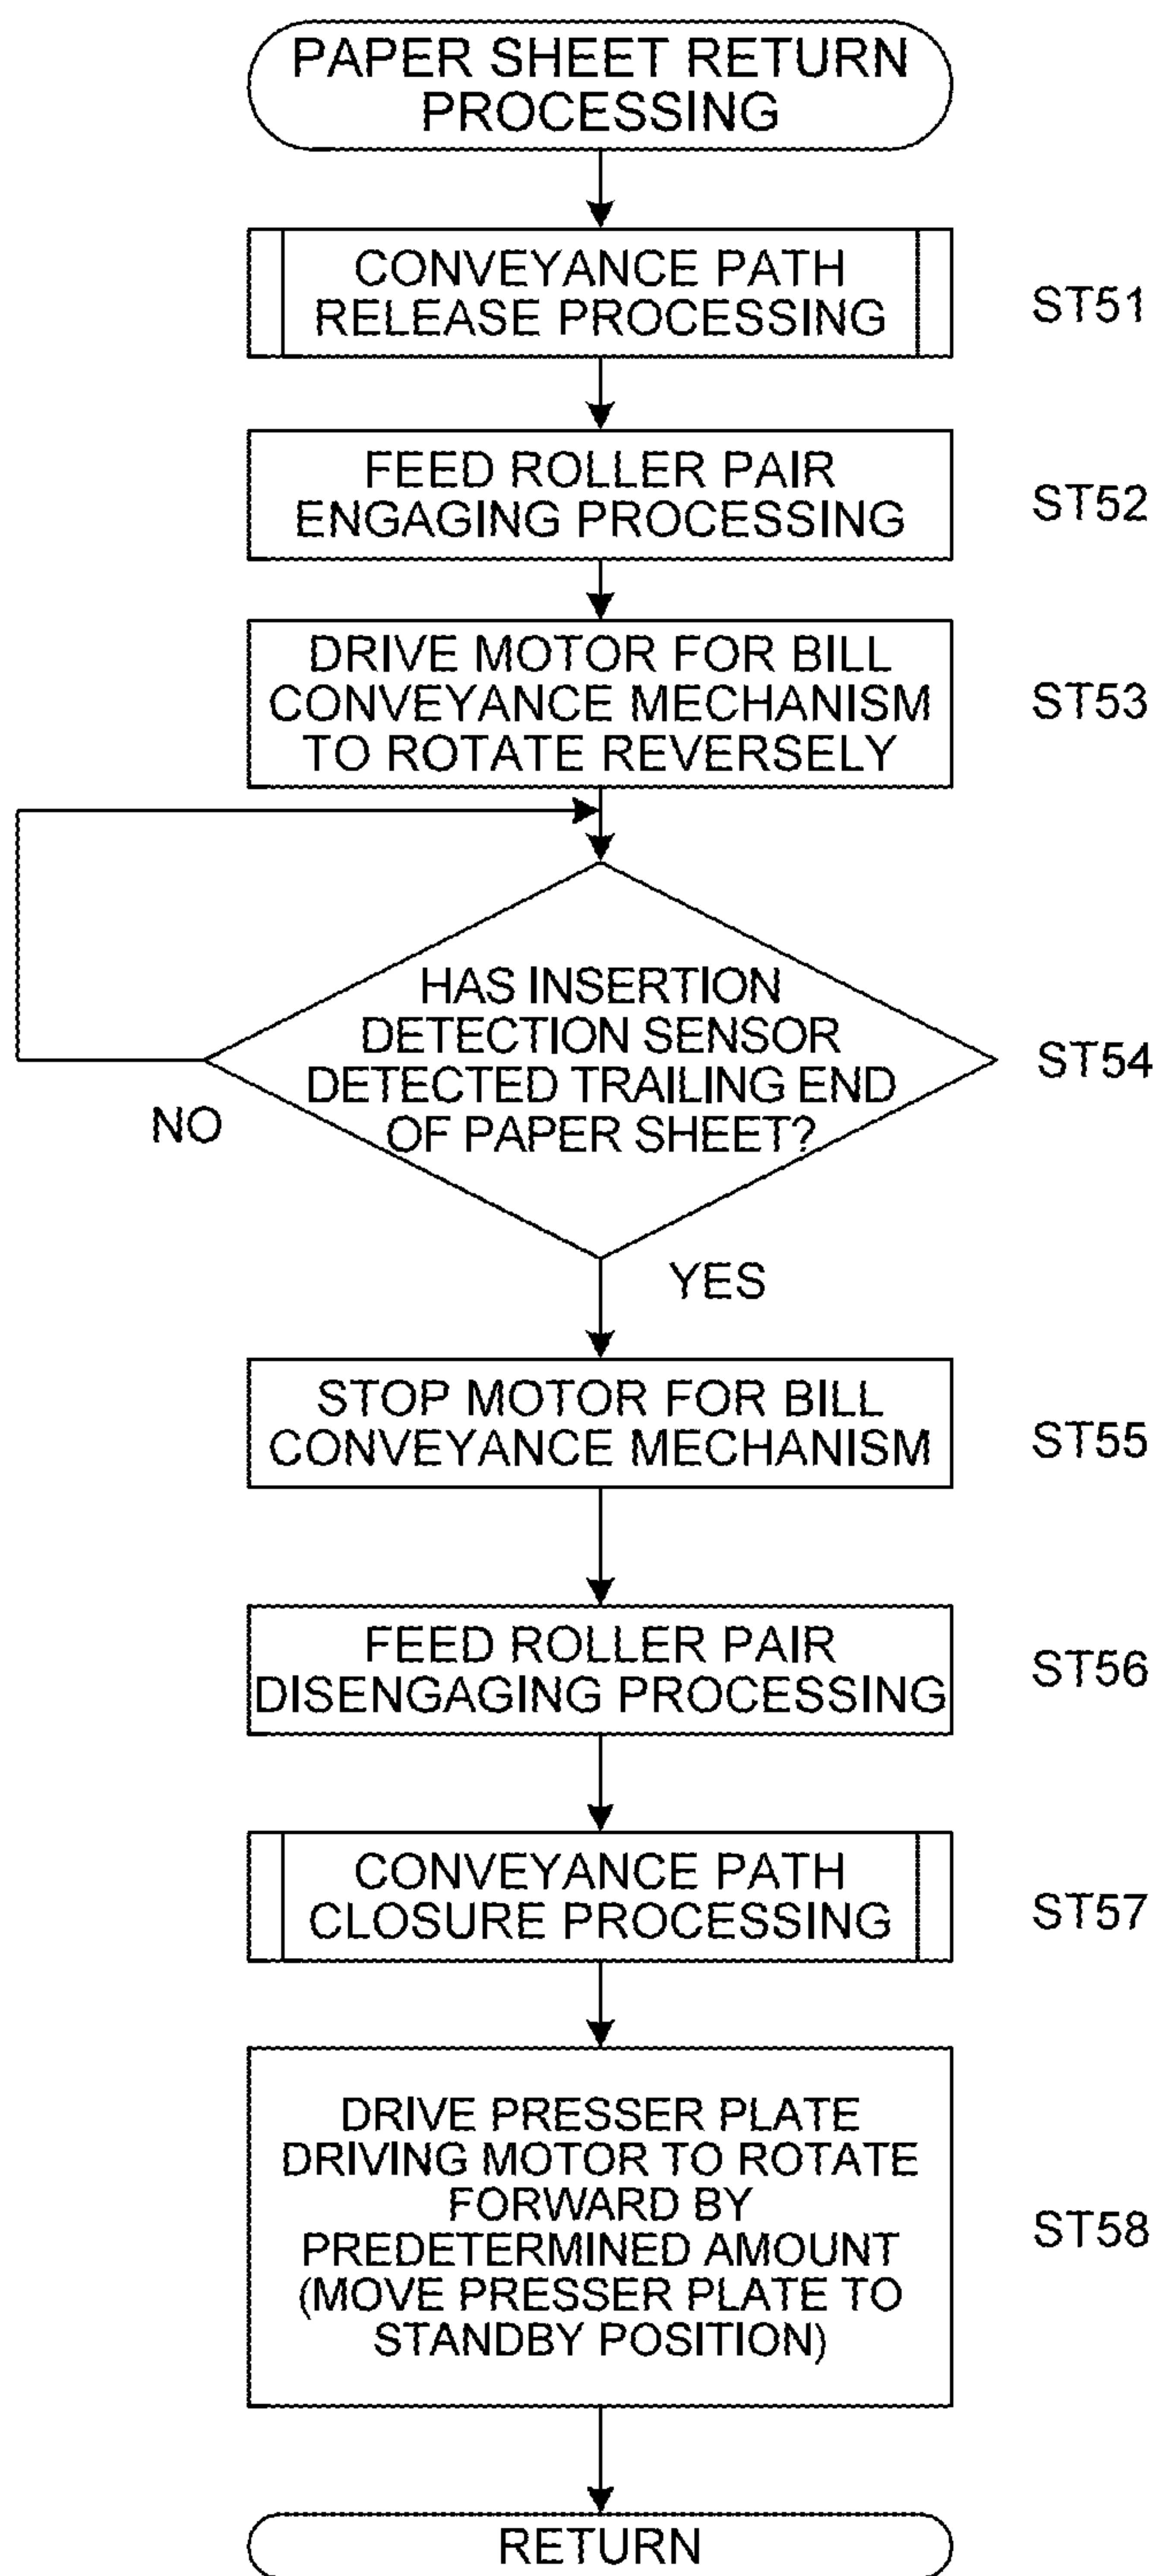 PAPER SHEET RETURN
PROCESSING
CONVEYANCE PATH
RELEASE PROCESSING
ST51
FEED ROLLER PAIR
ENGAGING PROCESSING
ST52
DRIVE MOTOR FOR BILL
CONVEYANCE MECHANISM
TO ROTATE REVERSELY
ST53
HAS INSERTION
DETECTION SENSOR
DETECTED TRAILING END
OF PAPER SHEET?
ST54
NO
YES
STOP MOTOR FOR BILL
CONVEYANCE MECHANISM
ST55
FEED ROLLER PAIR
DISENGAGING PROCESSING
ST56
CONVEYANCE PATH
CLOSURE PROCESSING
ST57
DRIVE PRESSER PLATE
DRIVING MOTOR TO ROTATE
FORWARD BY
PREDETERMINED AMOUNT
(MOVE PRESSER PLATE TO
STANDBY POSITION)
ST58
RETURN